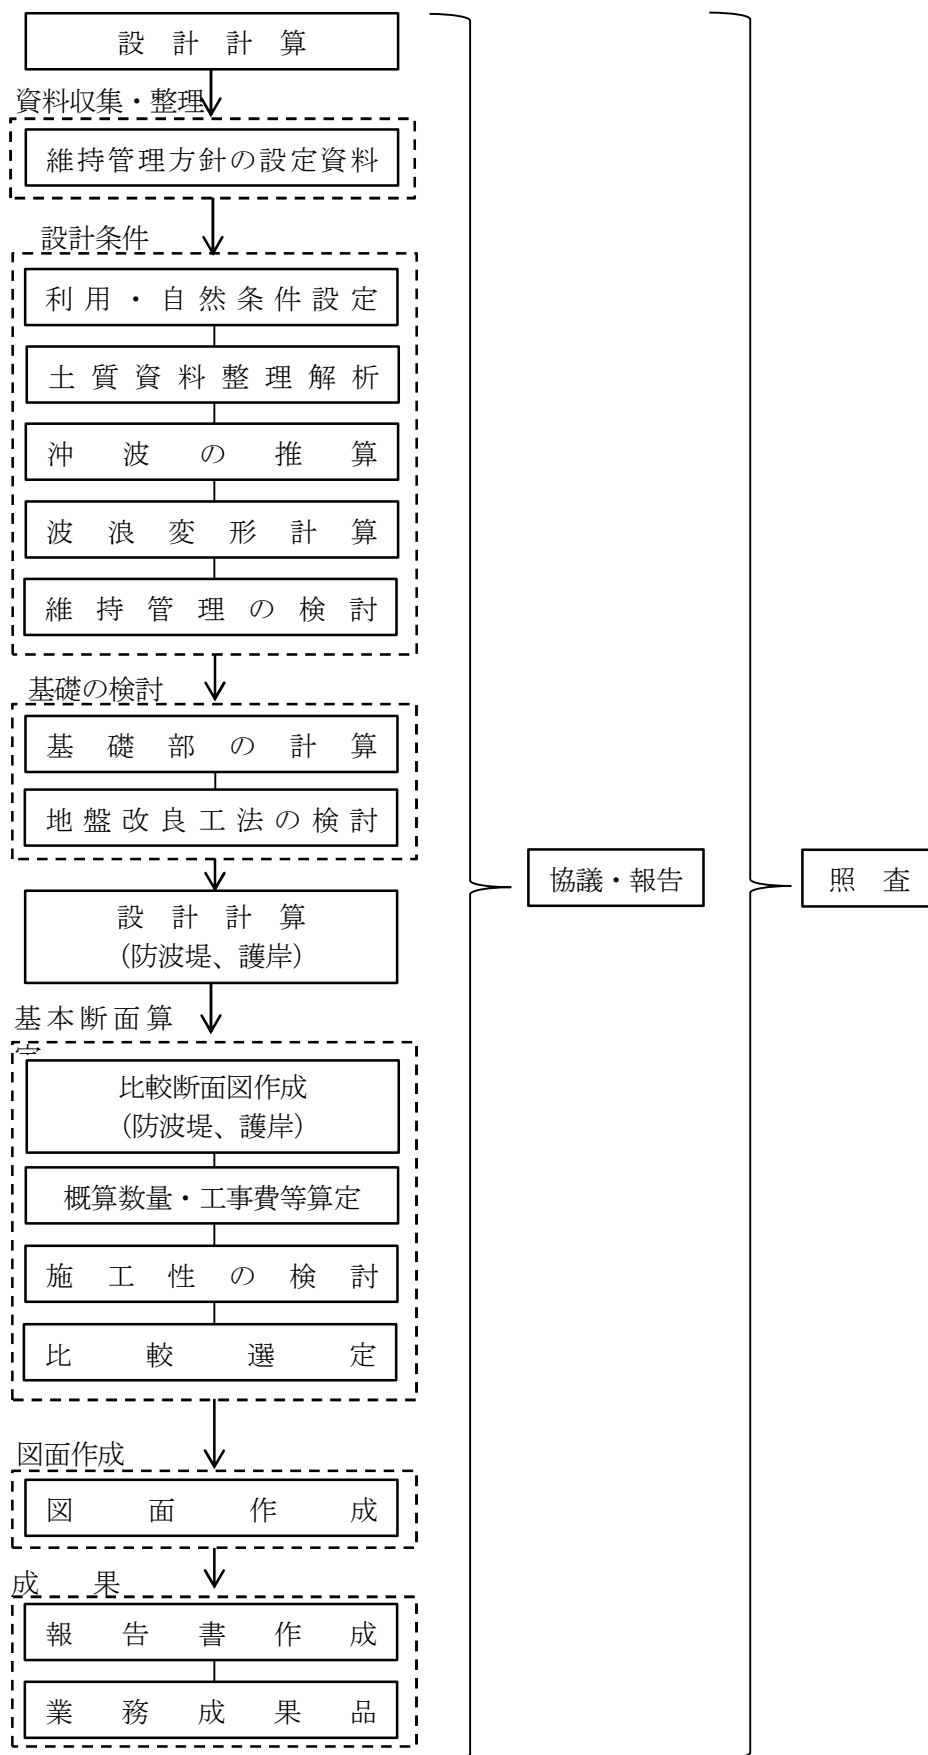 設計計算
資料収集・整理
維持管理方針の設定資料
設計条件
利用・自然条件設定
土質資料整理解析
沖波の推算
波浪変形計算
維持管理の検討
基礎の検討
基礎部の計算
地盤改良工法の検討
設計計算
(防波堤、護岸)
基本断面算
比較断面図作成
(防波堤、護岸)
概算数量・工事費等算定
施工性の検討
比較選定
図面作成
図面作成
成果
報告書作成
業務成果品
協議・報告
照査